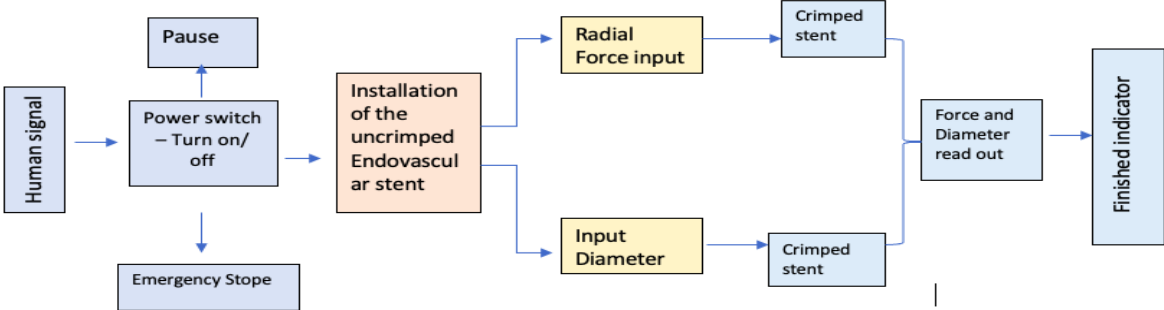 Human signal
Pause
Power switch
– Turn on/
off
Emergency Stope
Installation
of the
uncrimped
Endovascul
ar stent
Radial
Force input
Crimped
stent
Input
Diameter
Crimped
stent
Force and
Diameter
read out
Finished indicator